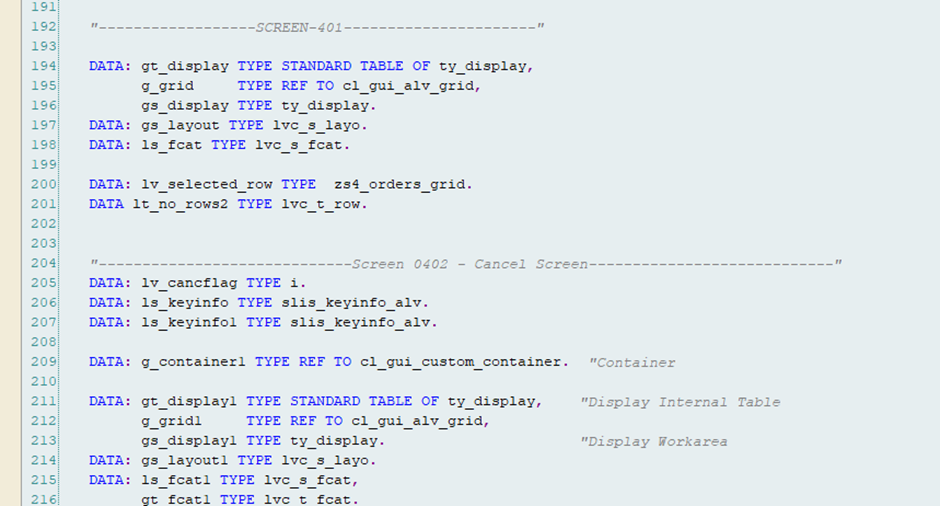 191
192 "------------------SCREEN-401----------------------"
193
194 DATA: gt_display TYPE STANDARD TABLE OF ty_display,
195 g_grid TYPE REF TO cl_gui_alv_grid,
196 gs_display TYPE ty_display.
197 DATA: gs_layout TYPE lvc_s_layo.
198 DATA: ls_fcat TYPE lvc_s_fcat.
199
200 DATA: lv_selected_row TYPE  zs4_orders_grid.
201 DATA lt_no_rows2 TYPE lvc_t_row.
202
203
204 "-----------------------------Screen 0402 - Cancel Screen----------------------------"
205 DATA: lv_cancflag TYPE i.
206 DATA: ls_keyinfo TYPE slis_keyinfo_alv.
207 DATA: ls_keyinfo1 TYPE slis_keyinfo_alv.
208
209 DATA: g_container1 TYPE REF TO cl_gui_custom_container. "Container
210
211 DATA: gt_display1 TYPE STANDARD TABLE OF ty_display, "Display Internal Table
212 g_grid1 TYPE REF TO cl_gui_alv_grid,
213 gs_display1 TYPE ty_display. "Display Workarea
214 DATA: gs_layout1 TYPE lvc_s_layo.
215 DATA: ls_fcat1 TYPE lvc_s_fcat,
216 gt_fcat1 TYPE lvc_t_fcat.